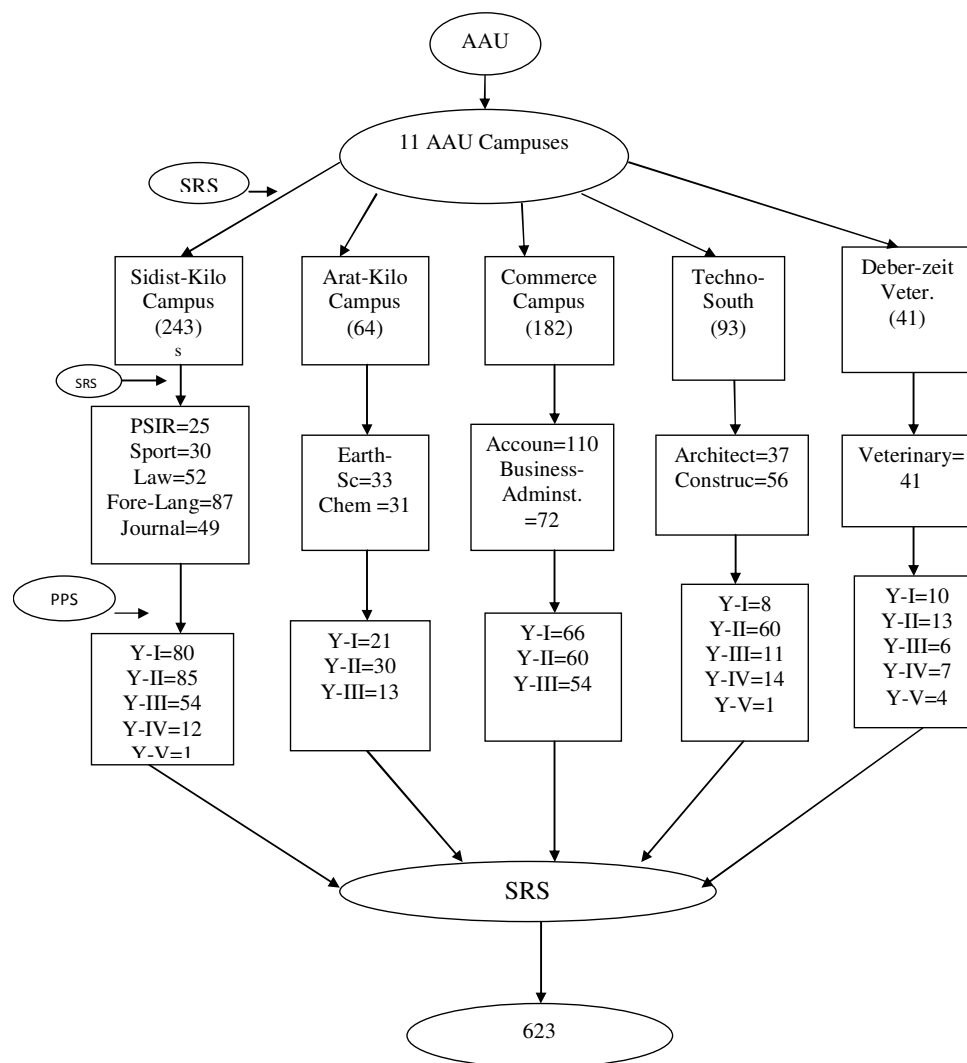 AAU
11 AAU Campuses
SRS
Sidist-Kilo
Campus
(243)
s
Arat-Kilo
Campus
(64)
Commerce
Campus
(182)
Techno-
South
(93)
Deber-zeit
Veter.
(41)
SRS
PSIR=25
Sport=30
Law=52
Fore-Lang=87
Journal=49
Earth-
Sc=33
Chem =31
Accoun=110
Business-
Adminst.
=72
Architect=37
Construc=56
Veterinary=
41
PPS
Y-I=80
Y-II=85
Y-III=54
Y-IV=12
Y-V=1
Y-I=21
Y-II=30
Y-III=13
Y-I=66
Y-II=60
Y-III=54
Y-I=8
Y-II=60
Y-III=11
Y-IV=14
Y-V=1
Y-I=10
Y-II=13
Y-III=6
Y-IV=7
Y-V=4
SRS
623